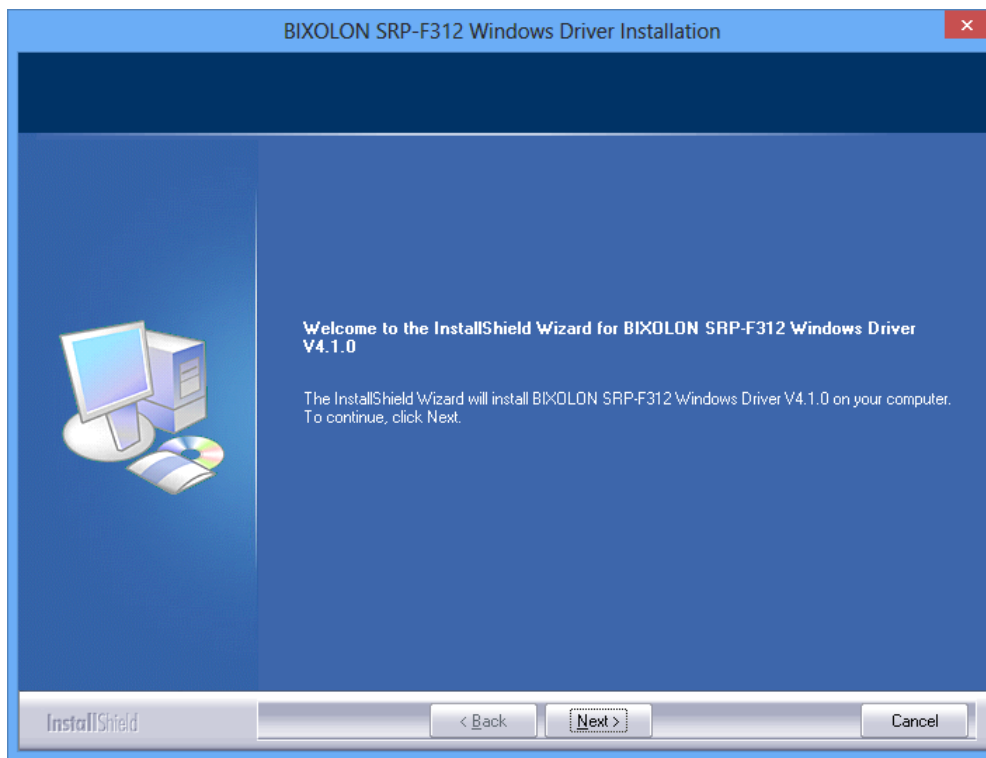 BIXOLON SRP-F312 Windows Driver Installation
Welcome to the InstallShield Wizard for BIXOLON SRP-F312 Windows Driver
V4.1.0
The InstallShield Wizard will install BIXOLON SRP-F312 Windows Driver V4.1.0 on your computer.
To continue, click Next.
InstallShield
< Back
Next >
Cancel